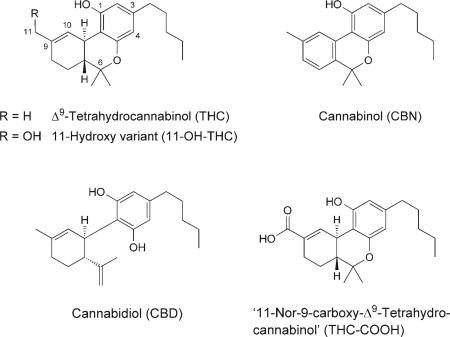 R
OH
1
3
11
10
H
4
9
O
H
6
R = H Δ⁹-Tetrahydrocannabinol (THC)
R = OH 11-Hydroxy variant (11-OH-THC)
OH
O
Cannabinol (CBN)
HO
H
OH
Cannabidiol (CBD)
O
OH
HO
H
O
H
‘11-Nor-9-carboxy-Δ⁹-Tetrahydro-
cannabinol’ (THC-COOH)